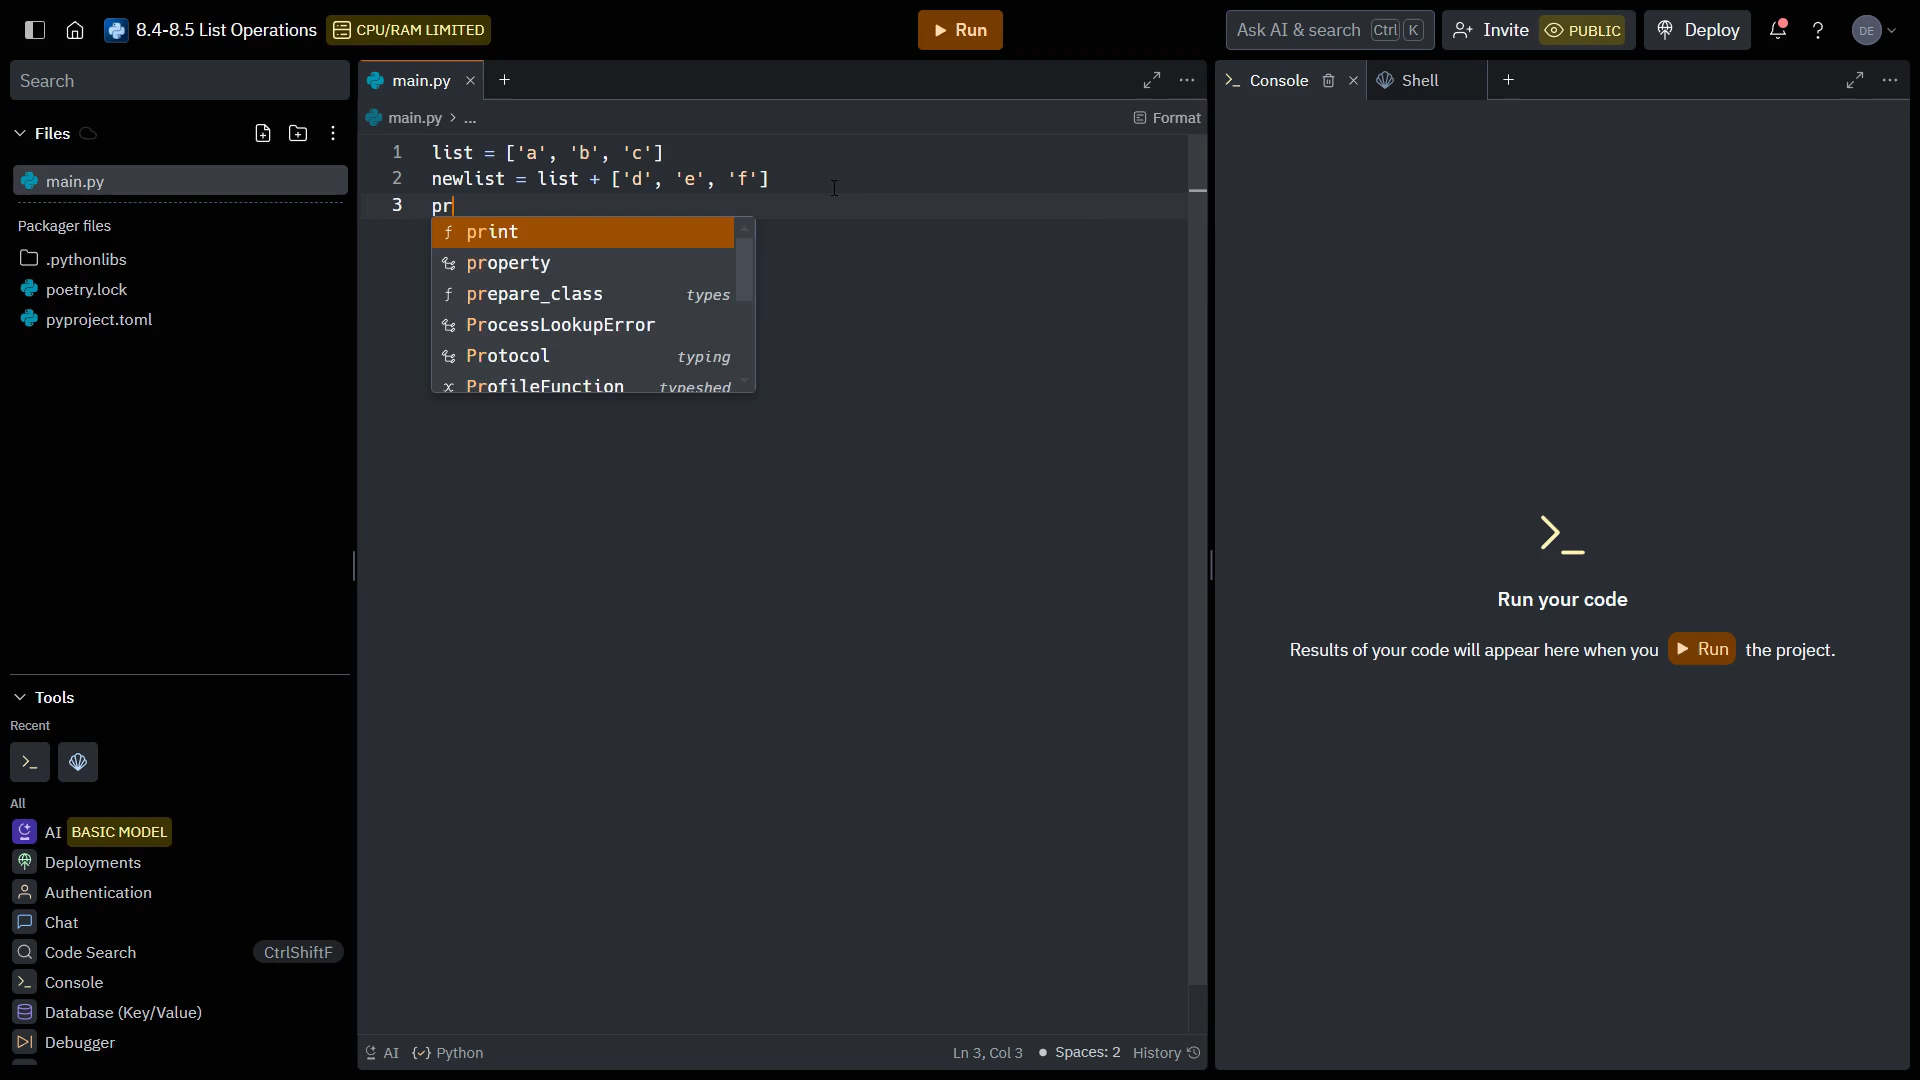 8.4-8.5 List Operations
CPU/RAM LIMITED
Run
Ask AI & search Ctrl K
Invite
PUBLIC
Deploy
?
DE
Search
Files
main.py
Packager files
.pythonlibs
poetry.lock
pyproject.toml
Tools
Recent
All
AI BASIC MODEL
Deployments
Authentication
Chat
Code Search CtrlShiftF
Console
Database (Key/Value)
Debugger
main.py
main.py > ...
Format
1 list = ['a', 'b', 'c']
2 newlist = list + ['d', 'e', 'f']
3 pr
f print
property
f prepare_class types
ProcessLookupError
Protocol typing
x ProfileFunction typeshed
AI
Python
Ln 3, Col 3
Spaces: 2
History
Console
Shell
Run your code
Results of your code will appear here when you Run the project.